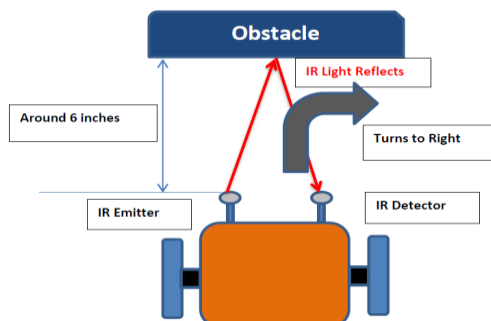 Obstacle
IR Light Reflects
Around 6 inches
Turns to Right
IR Emitter
IR Detector